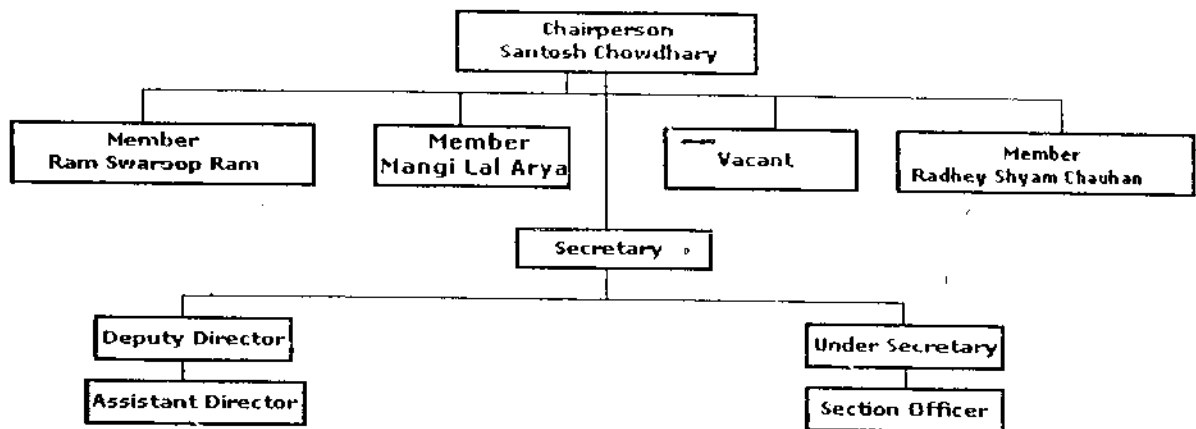 Chairperson
Santosh Chowdhary
Member
Ram Swaroop Ram
Member
Mangi Lal Arya
Vacant
Member
Radhey Shyam Chauhan
Secretary
Deputy Director
Under Secretary
Assistant Director
Section Officer